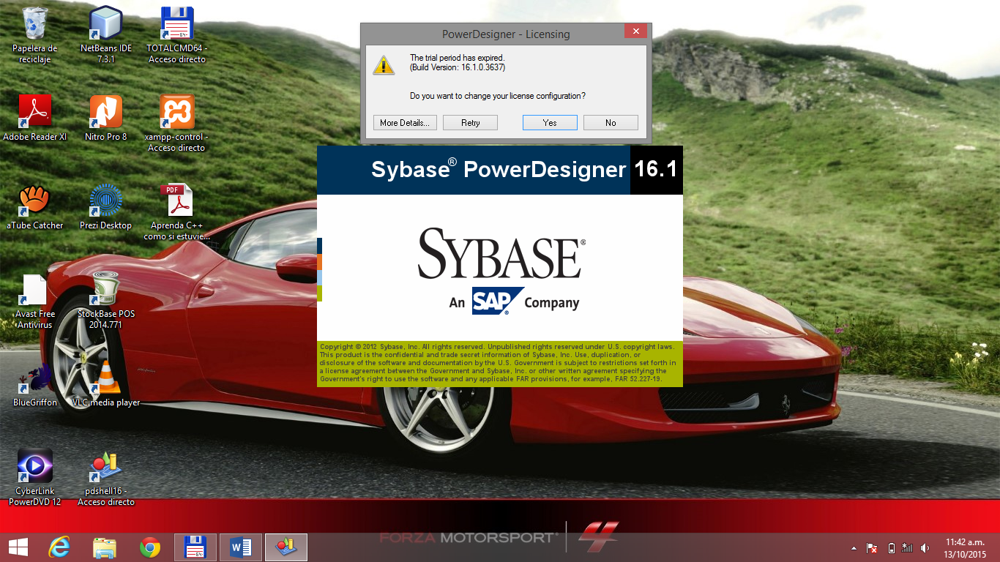 Papelera de
reciclaje
NetBeans IDE
7.3.1
TOTALCMD64 -
Acceso directo
Adobe Reader XI
Nitro Pro 8
xampp-control -
Acceso directo
aTube Catcher
Prezi Desktop
PDF
Aprenda C++
como si estuvie...
Avast Free
Antivirus
StockBase POS
2014.771
BlueGriffon
VLC media player
CyberLink
PowerDVD 12
pdshell16 -
Acceso directo
PowerDesigner - Licensing
The trial period has expired.
(Build Version: 16.1.0.3637)
Do you want to change your license configuration?
More Details...
Retry
Yes
No
Sybase® PowerDesigner 16.1
SYBASE®
An SAP® Company
Copyright © 2012 Sybase, Inc. All rights reserved. Unpublished rights reserved under U.S. copyright laws.
This product is the confidential and trade secret information of Sybase, Inc. Use, duplication, or
disclosure of the software and documentation by the U.S. Government is subject to restrictions set forth in
a license agreement between the Government and Sybase, Inc. or other written agreement specifying the
Government's right to use the software and any applicable FAR provisions, for example, FAR 52.227-19.
FORZA MOTORSPORT 4
11:42 a.m.
13/10/2015